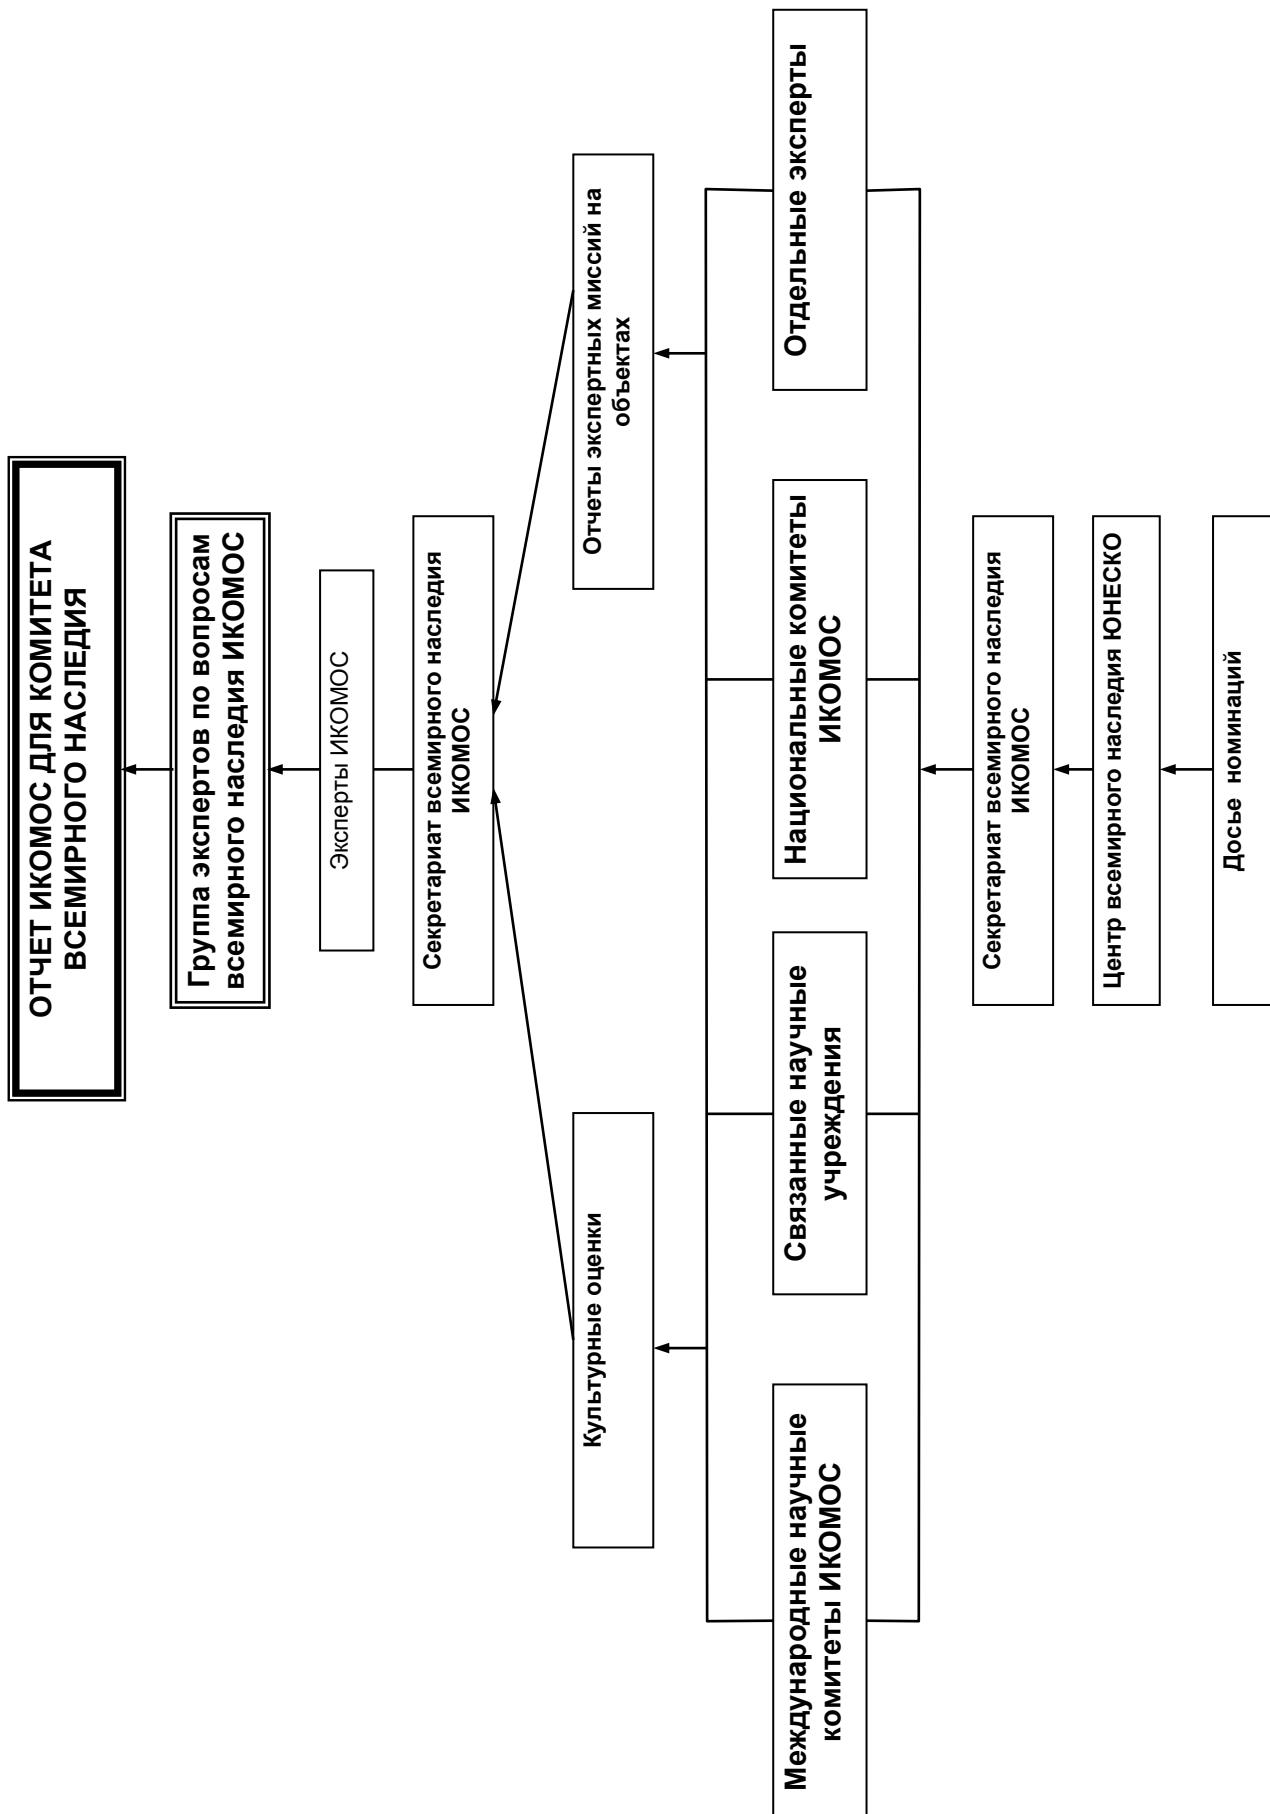 ОТЧЕТ ИКОМОС ДЛЯ КОМИТЕТА
ВСЕМИРНОГО НАСЛЕДИЯ
Группа экспертов по вопросам
всемирного наследия ИКОМОС
Эксперты ИКОМОС
Секретариат всемирного наследия
ИКОМОС
Культурные оценки
Отчеты экспертных миссий на
объектах
Международные научные
комитеты ИКОМОС
Связанные научные
учреждения
Национальные комитеты
ИКОМОС
Отдельные эксперты
Секретариат всемирного наследия
ИКОМОС
Центр всемирного наследия ЮНЕСКО
Досье номинаций